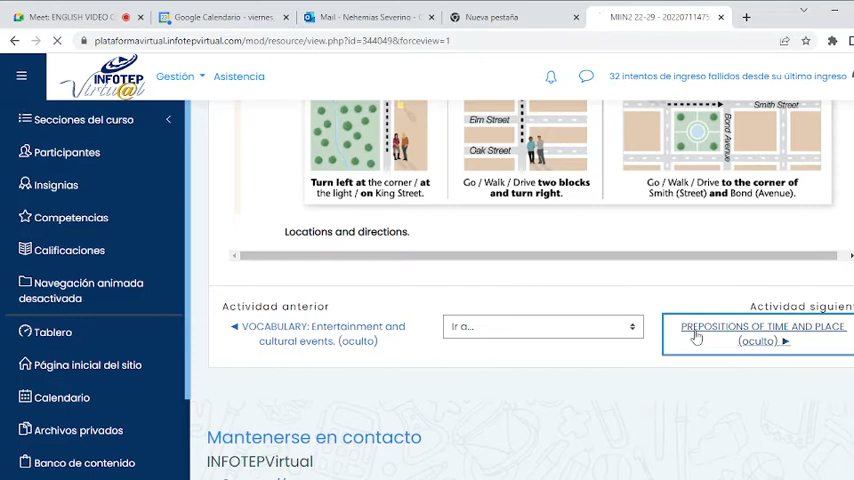 Meet: ENGLISH VIDEO C
Google Calendario - viernes
Mail - Nehemias Severino
Nueva pestaña
MIIN2 22-29 - 20220711475
plataformavirtual.infotepvirtual.com/mod/resource/view.php?id=344049&forceview=1
INFOTEP
Virtu@l
Gestión
Asistencia
32 intentos de ingreso fallidos desde su último ingreso
Secciones del curso
Participantes
Insignias
Competencias
Calificaciones
Navegación animada
desactivada
Tablero
Página inicial del sitio
Calendario
Archivos privados
Banco de contenido
Elm Street
Oak Street
Smith Street
Bond Avenue
Turn left at the corner / at
the light / on King Street.
Go / Walk / Drive two blocks
and turn right.
Go / Walk / Drive to the corner of
Smith (Street) and Bond (Avenue).
Locations and directions.
Actividad anterior
◄ VOCABULARY: Entertainment and
cultural events. (oculto)
Ir a...
Actividad siguien
PREPOSITIONS OF TIME AND PLACE
(oculto) ►
Mantenerse en contacto
INFOTEPVirtual